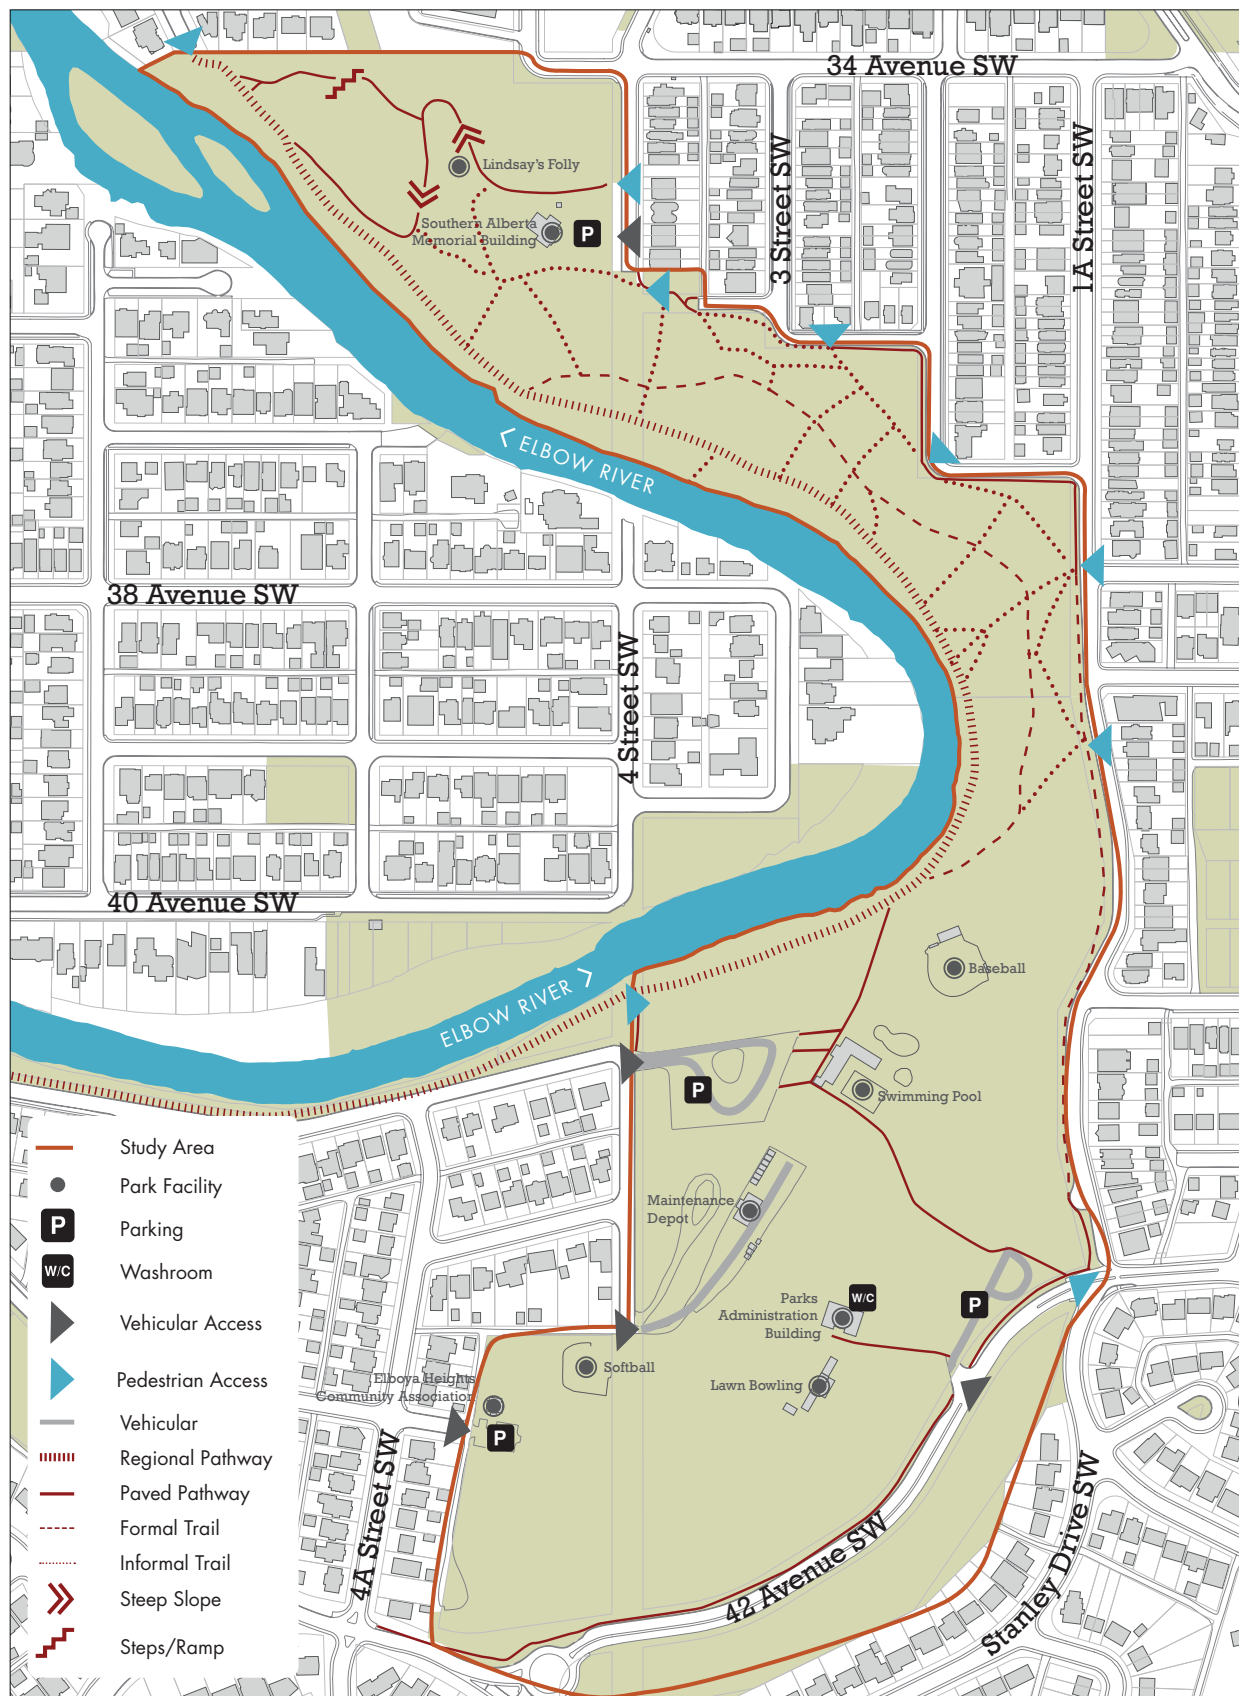 34 Avenue SW
3 Street SW
1A Street SW
Lindsay's Folly
Southern Alberta
Memorial Building
P
< ELBOW RIVER
38 Avenue SW
4 Street SW
40 Avenue SW
Baseball
ELBOW RIVER >
P
Swimming Pool
Maintenance
Depot
Parks
Administration
Building
W/C
P
Softball
Lawn Bowling
Elboya Heights
Community Association
P
4A Street SW
42 Avenue SW
Stanley Drive SW
Study Area
Park Facility
P
Parking
W/C
Washroom
Vehicular Access
Pedestrian Access
Vehicular
Regional Pathway
Paved Pathway
Formal Trail
Informal Trail
Steep Slope
Steps/Ramp